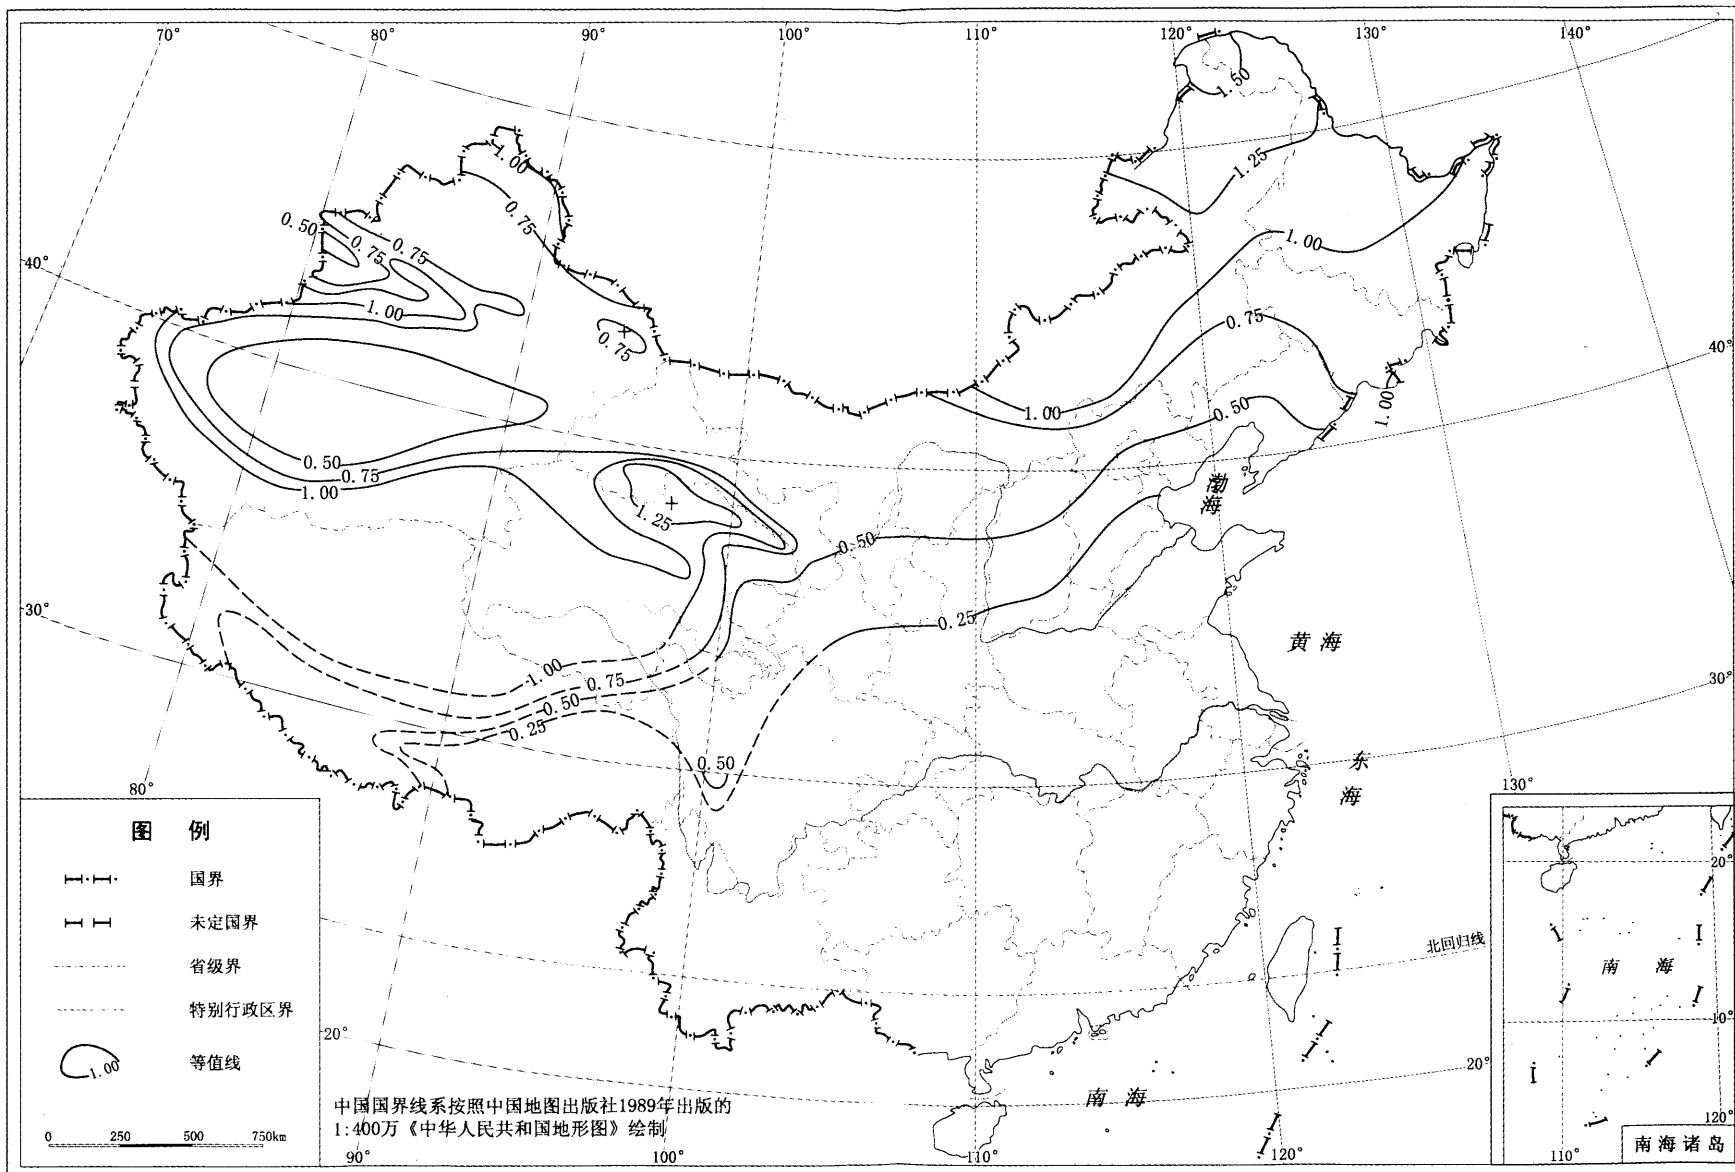 70° 80° 90° 100° 110° 120° 130° 140°
1.50
1.25
1.00
0.75
0.50
0.75
0.75
1.00
40°
1.00
0.75
0.75
1.00
40°
0.50
1.00
0.50
0.75
1.00
1.25
渤海
0.50
30°
0.25
黄海
1.00
0.75
0.50
0.25
30°
0.50
东海
80°
130°
图 例
国界
未定国界
省级界
特别行政区界
1.00 等值线
0 250 500 750km
20°
北回归线
20°
南海
中国国界线系按照中国地图出版社1989年出版的
1:400万《中华人民共和国地形图》绘制
90° 100° 110° 120°
20°
南海
10°
110°
120°
南海诸岛